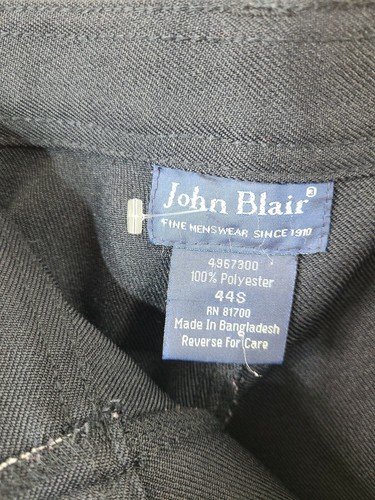 John Blair
FINE MENSWEAR SINCE 1910
4967300
100% Polyester
44S
RN 81700
Made In Bangladesh
Reverse For Care